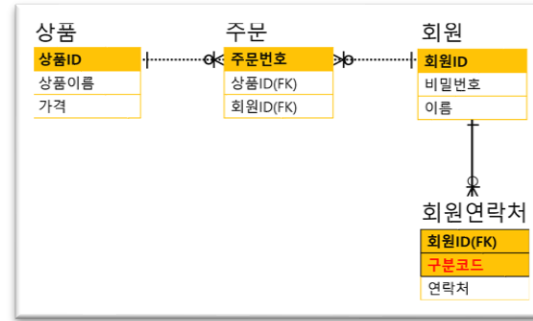 상품
상품ID
상품이름
가격
주문
주문번호
상품ID(FK)
회원ID(FK)
회원
회원ID
비밀번호
이름
회원연락처
회원ID(FK)
구분코드
연락처